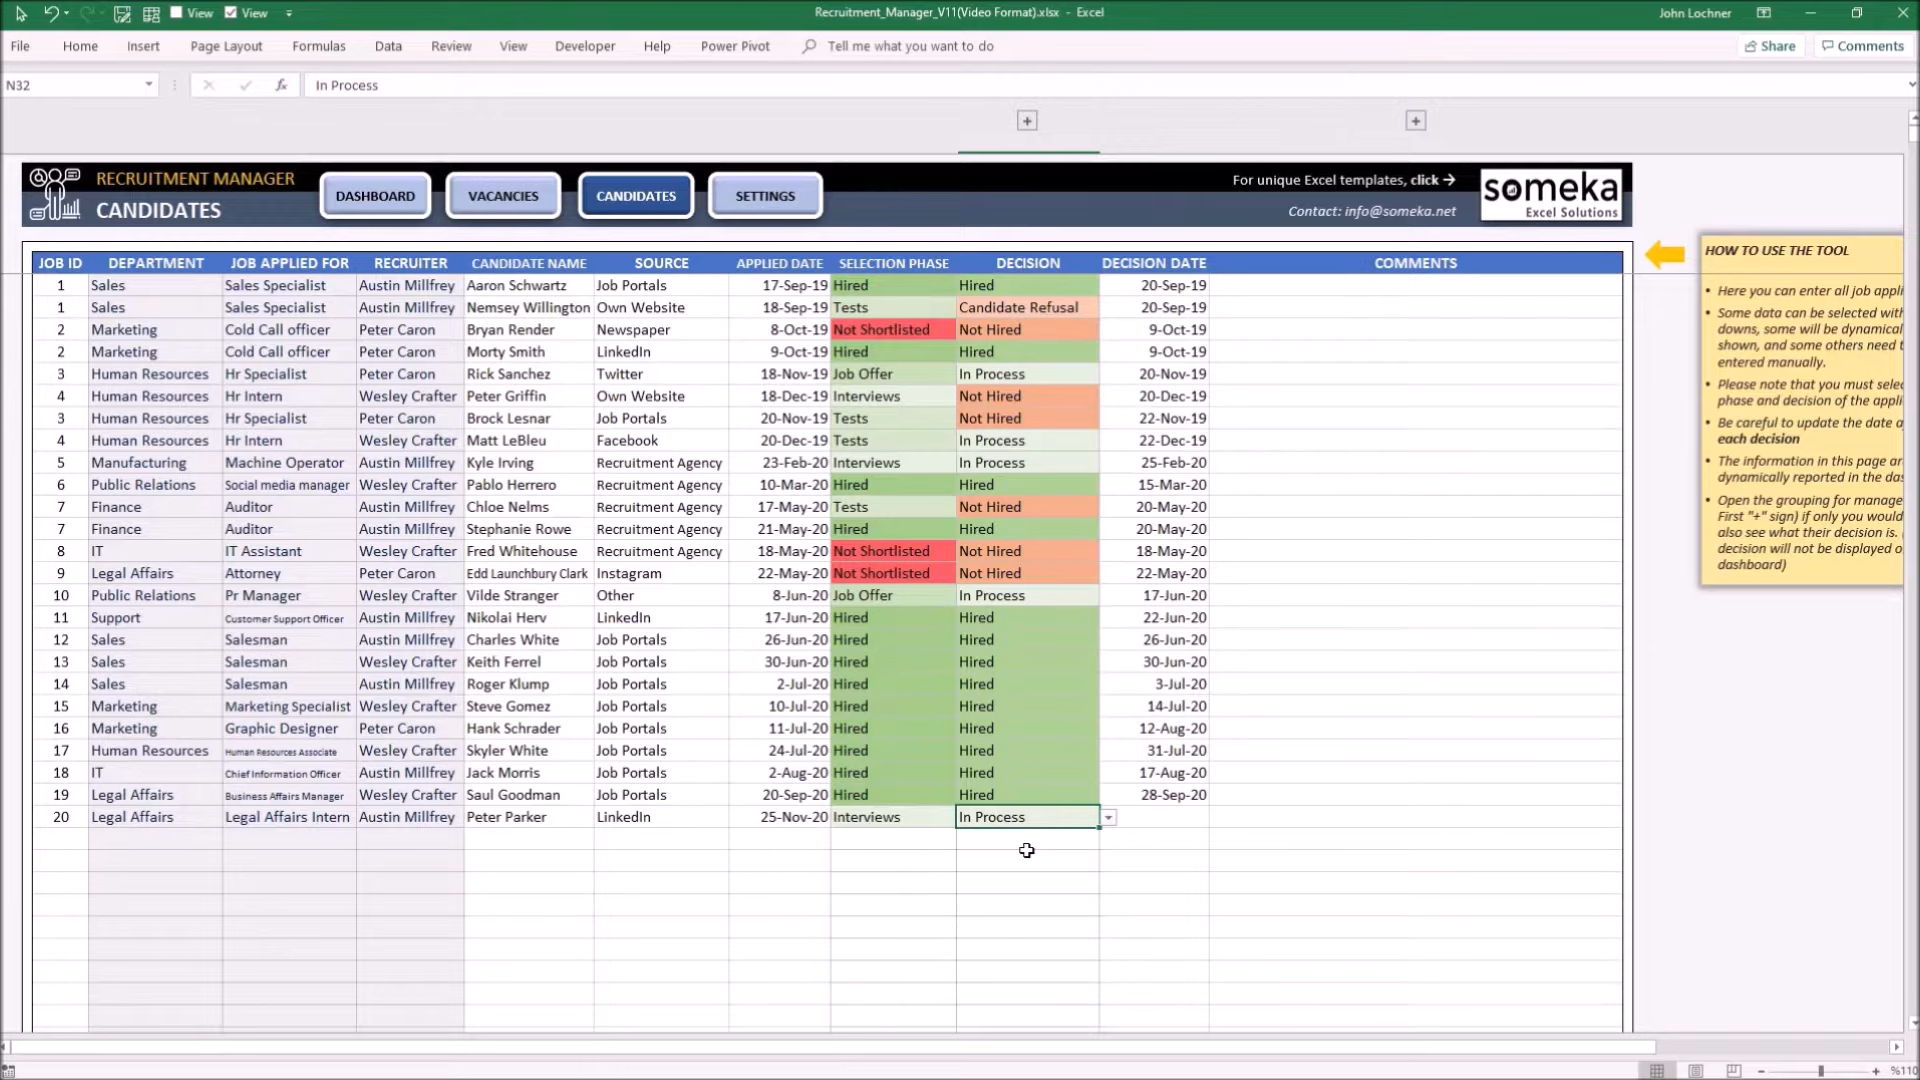 View View Recruitment_Manager_V11(Video Format).xlsx - Excel John Lochner
File Home Insert Page Layout Formulas Data Review View Developer Help Power Pivot Tell me what you want to do Share Comments
N32 fx In Process
+ +
RECRUITMENT MANAGER
CANDIDATES
DASHBOARD VACANCIES CANDIDATES SETTINGS
For unique Excel templates, click →
Contact: info@someka.net
someka
Excel Solutions
JOB ID DEPARTMENT JOB APPLIED FOR RECRUITER CANDIDATE NAME SOURCE APPLIED DATE SELECTION PHASE DECISION DECISION DATE COMMENTS
1 Sales Sales Specialist Austin Millfrey Aaron Schwartz Job Portals 17-Sep-19 Hired Hired 20-Sep-19
1 Sales Sales Specialist Austin Millfrey Nemsey Willington Own Website 18-Sep-19 Tests Candidate Refusal 20-Sep-19
2 Marketing Cold Call officer Peter Caron Bryan Render Newspaper 8-Oct-19 Not Shortlisted Not Hired 9-Oct-19
2 Marketing Cold Call officer Peter Caron Morty Smith LinkedIn 9-Oct-19 Hired Hired 9-Oct-19
3 Human Resources Hr Specialist Peter Caron Rick Sanchez Twitter 18-Nov-19 Job Offer In Process 20-Nov-19
4 Human Resources Hr Intern Wesley Crafter Peter Griffin Own Website 18-Dec-19 Interviews Not Hired 20-Dec-19
3 Human Resources Hr Specialist Peter Caron Brock Lesnar Job Portals 20-Nov-19 Tests Not Hired 22-Nov-19
4 Human Resources Hr Intern Wesley Crafter Matt LeBleu Facebook 20-Dec-19 Tests In Process 22-Dec-19
5 Manufacturing Machine Operator Austin Millfrey Kyle Irving Recruitment Agency 23-Feb-20 Interviews In Process 25-Feb-20
6 Public Relations Social media manager Wesley Crafter Pablo Herrero Recruitment Agency 10-Mar-20 Hired Hired 15-Mar-20
7 Finance Auditor Austin Millfrey Chloe Nelms Recruitment Agency 17-May-20 Tests Not Hired 20-May-20
7 Finance Auditor Austin Millfrey Stephanie Rowe Recruitment Agency 21-May-20 Hired Hired 20-May-20
8 IT IT Assistant Wesley Crafter Fred Whitehouse Recruitment Agency 18-May-20 Not Shortlisted Not Hired 18-May-20
9 Legal Affairs Attorney Peter Caron Edd Launchbury Clark Instagram 22-May-20 Not Shortlisted Not Hired 22-May-20
10 Public Relations Pr Manager Wesley Crafter Vilde Stranger Other 8-Jun-20 Job Offer In Process 17-Jun-20
11 Support Customer Support Officer Austin Millfrey Nikolai Herv LinkedIn 17-Jun-20 Hired Hired 22-Jun-20
12 Sales Salesman Austin Millfrey Charles White Job Portals 26-Jun-20 Hired Hired 26-Jun-20
13 Sales Salesman Wesley Crafter Keith Ferrel Job Portals 30-Jun-20 Hired Hired 30-Jun-20
14 Sales Salesman Austin Millfrey Roger Klump Job Portals 2-Jul-20 Hired Hired 3-Jul-20
15 Marketing Marketing Specialist Wesley Crafter Steve Gomez Job Portals 10-Jul-20 Hired Hired 14-Jul-20
16 Marketing Graphic Designer Peter Caron Hank Schrader Job Portals 11-Jul-20 Hired Hired 12-Aug-20
17 Human Resources Human Resources Associate Wesley Crafter Skyler White Job Portals 24-Jul-20 Hired Hired 31-Jul-20
18 IT Chief Information Officer Austin Millfrey Jack Morris Job Portals 2-Aug-20 Hired Hired 17-Aug-20
19 Legal Affairs Business Affairs Manager Wesley Crafter Saul Goodman Job Portals 20-Sep-20 Hired Hired 28-Sep-20
20 Legal Affairs Legal Affairs Intern Austin Millfrey Peter Parker LinkedIn 25-Nov-20 Interviews In Process
HOW TO USE THE TOOL
• Here you can enter all job appli
• Some data can be selected with
downs, some will be dynamical
shown, and some others need t
entered manually.
• Please note that you must selec
phase and decision of the appli
• Be careful to update the date a
each decision
• The information in this page ar
dynamically reported in the da
• Open the grouping for manage
First "+" sign) if only you would
also see what their decision is. (
decision will not be displayed o
dashboard)
%110